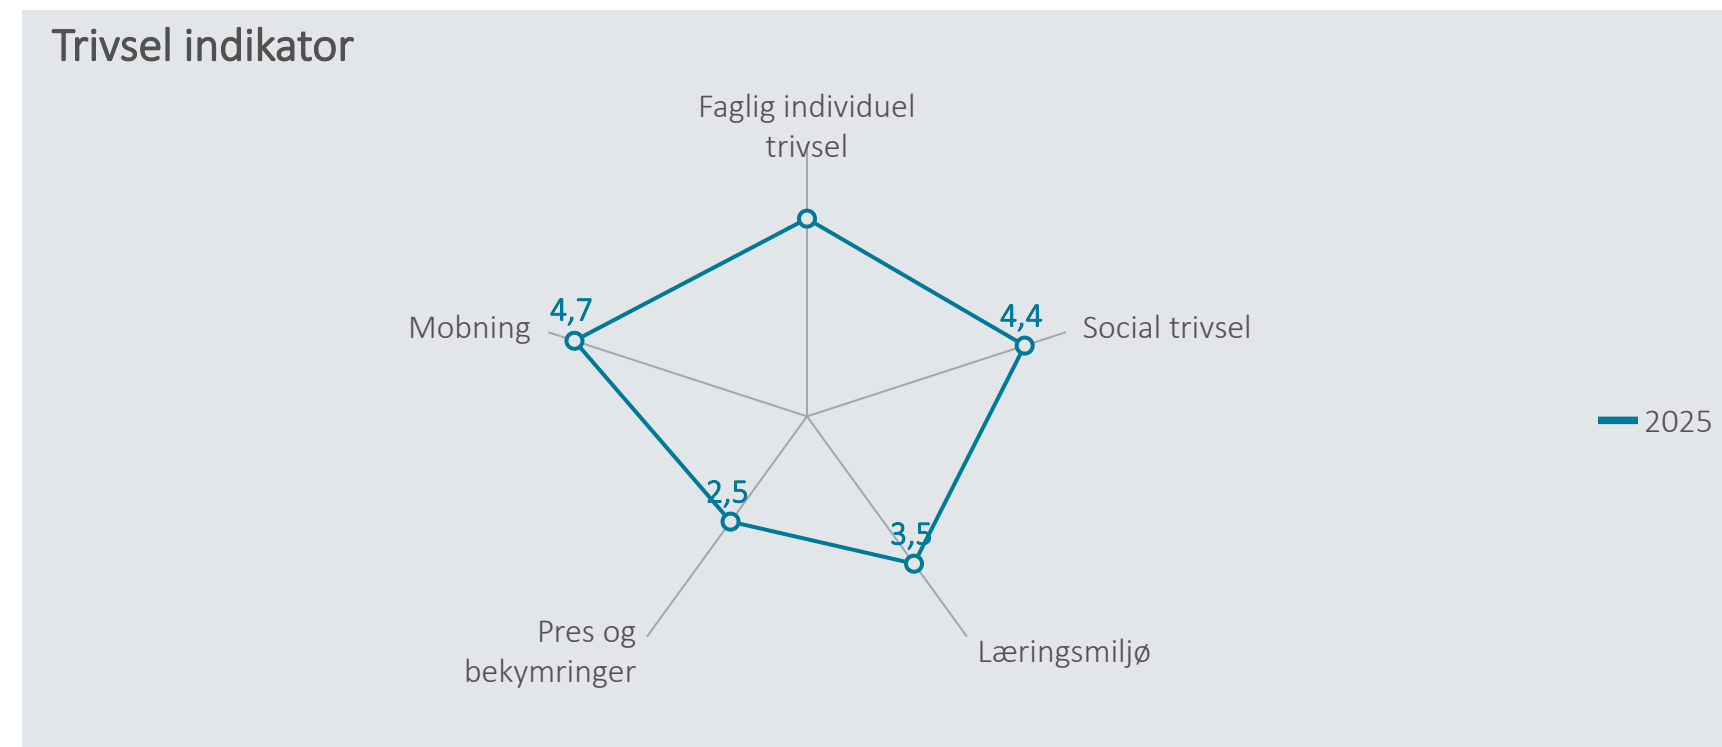 Trivsel indikator
Faglig individuel
trivsel
4,7
Mobning
4,4
Social trivsel
2025
2,5
3,5
Pres og
bekymringer
Læringsmiljø